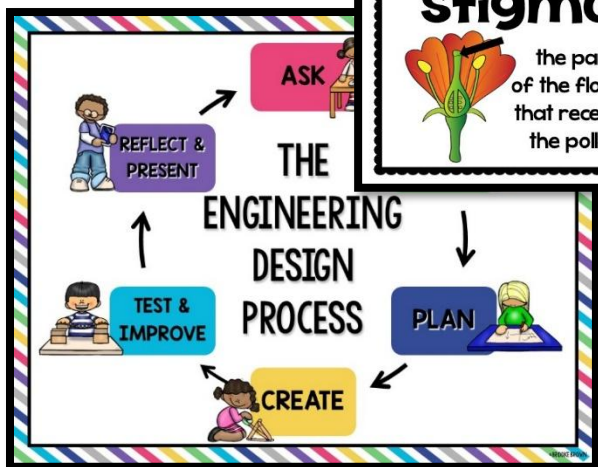 ASK
REFLECT &
PRESENT
THE
ENGINEERING
DESIGN
PROCESS
TEST &
IMPROVE
PLAN
CREATE
the pa
of the flo
that rece
the poll